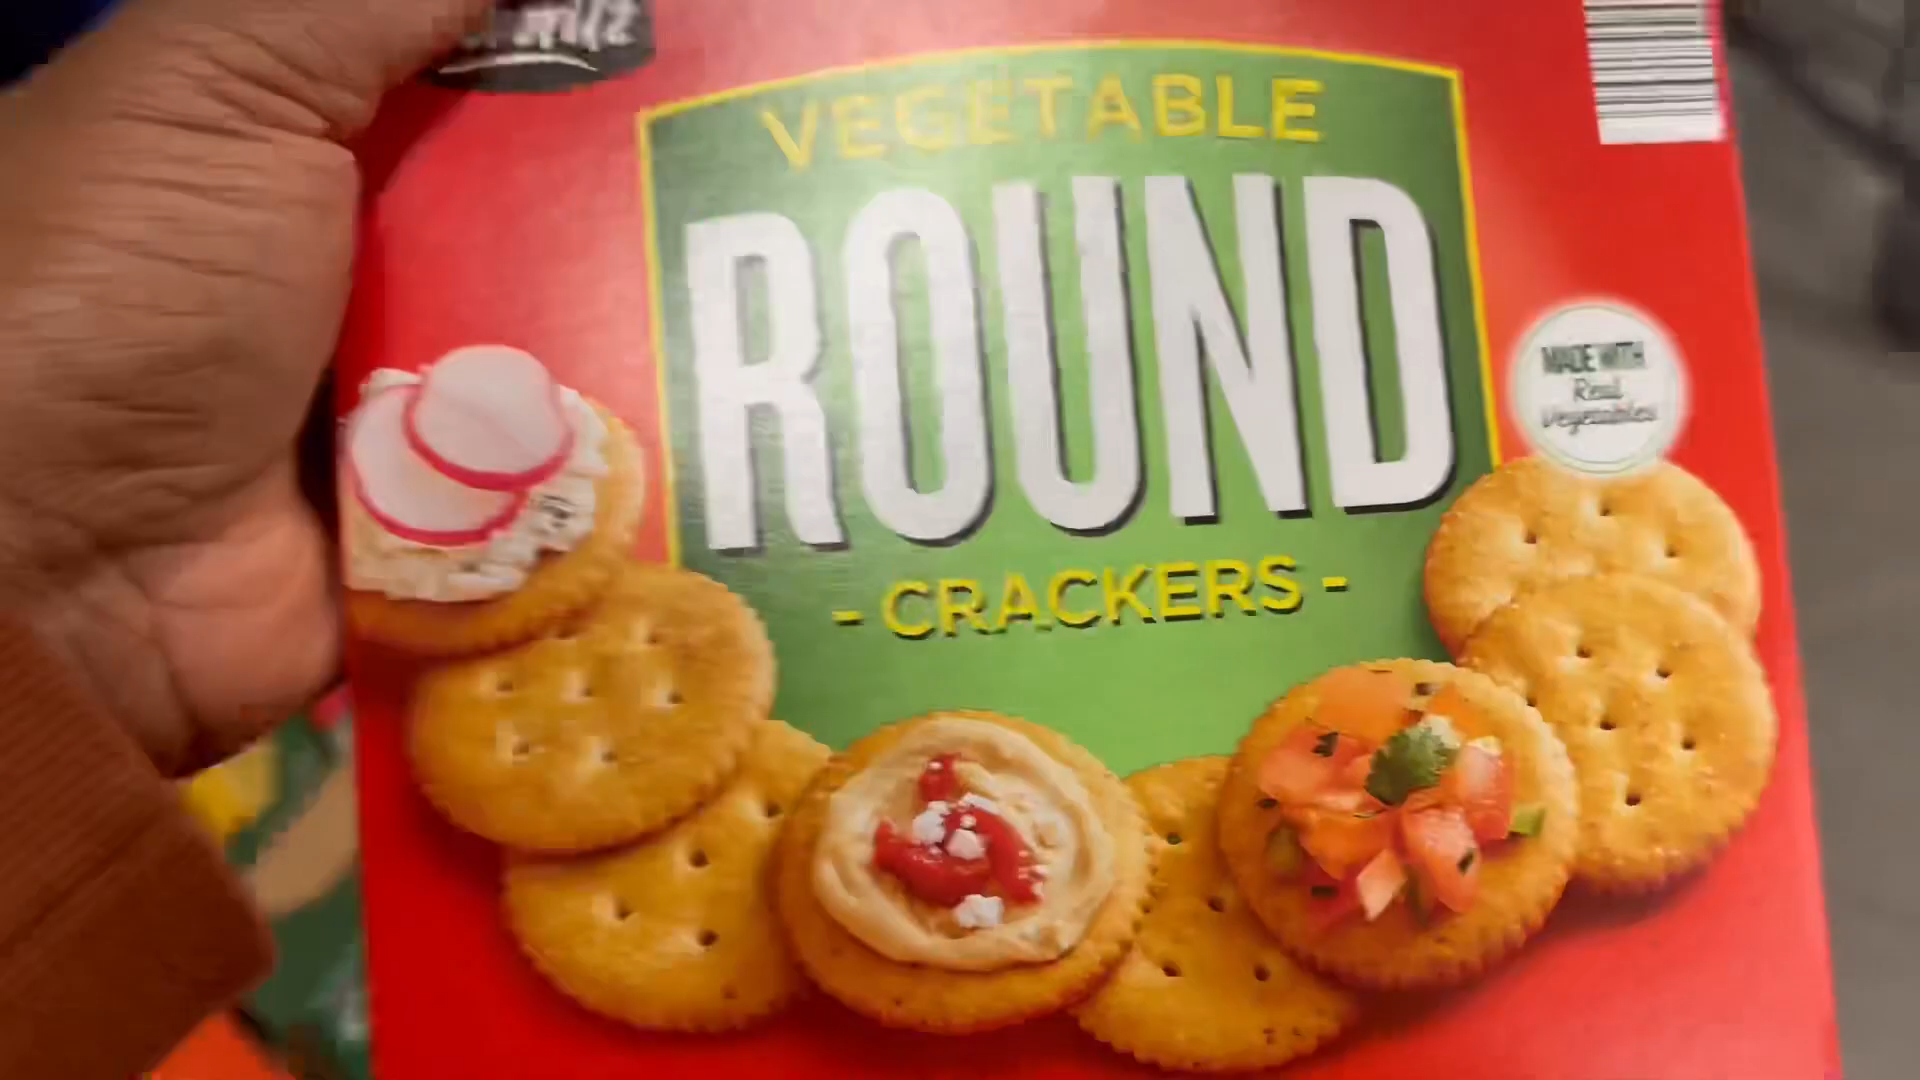 VEGETABLE
ROUND
- CRACKERS -
MADE WITH
Real
Vegetables